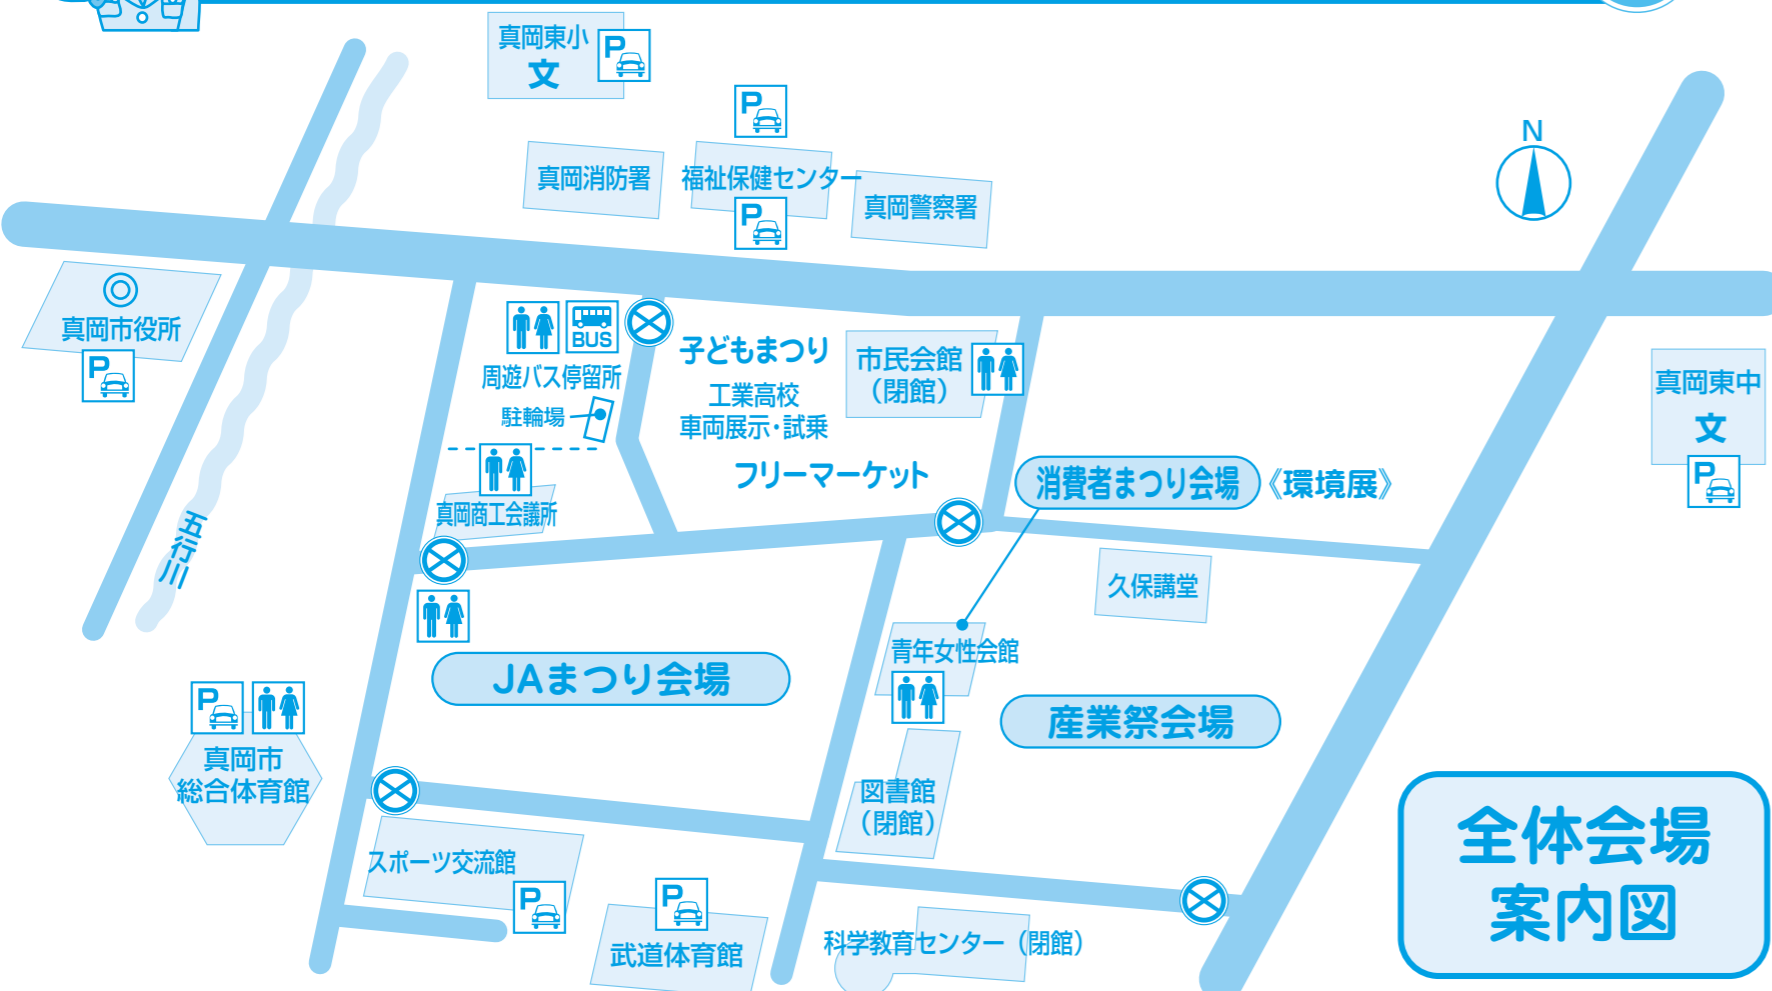 真岡東小
文
P
P
N
真岡消防署
福祉保健センター
真岡警察署
P
真岡市役所
P
BUS
周遊バス停留所
駐輪場
子どもまつり
工業高校
車両展示・試乗
フリーマーケット
市民会館
（閉館）
真岡東中
文
P
真岡商工会議所
消費者まつり会場
《環境展》
五行川
久保講堂
青年女性会館
JAまつり会場
産業祭会場
P
真岡市
総合体育館
図書館
（閉館）
スポーツ交流館
P
P
武道体育館
科学教育センター（閉館）
全体会場
案内図